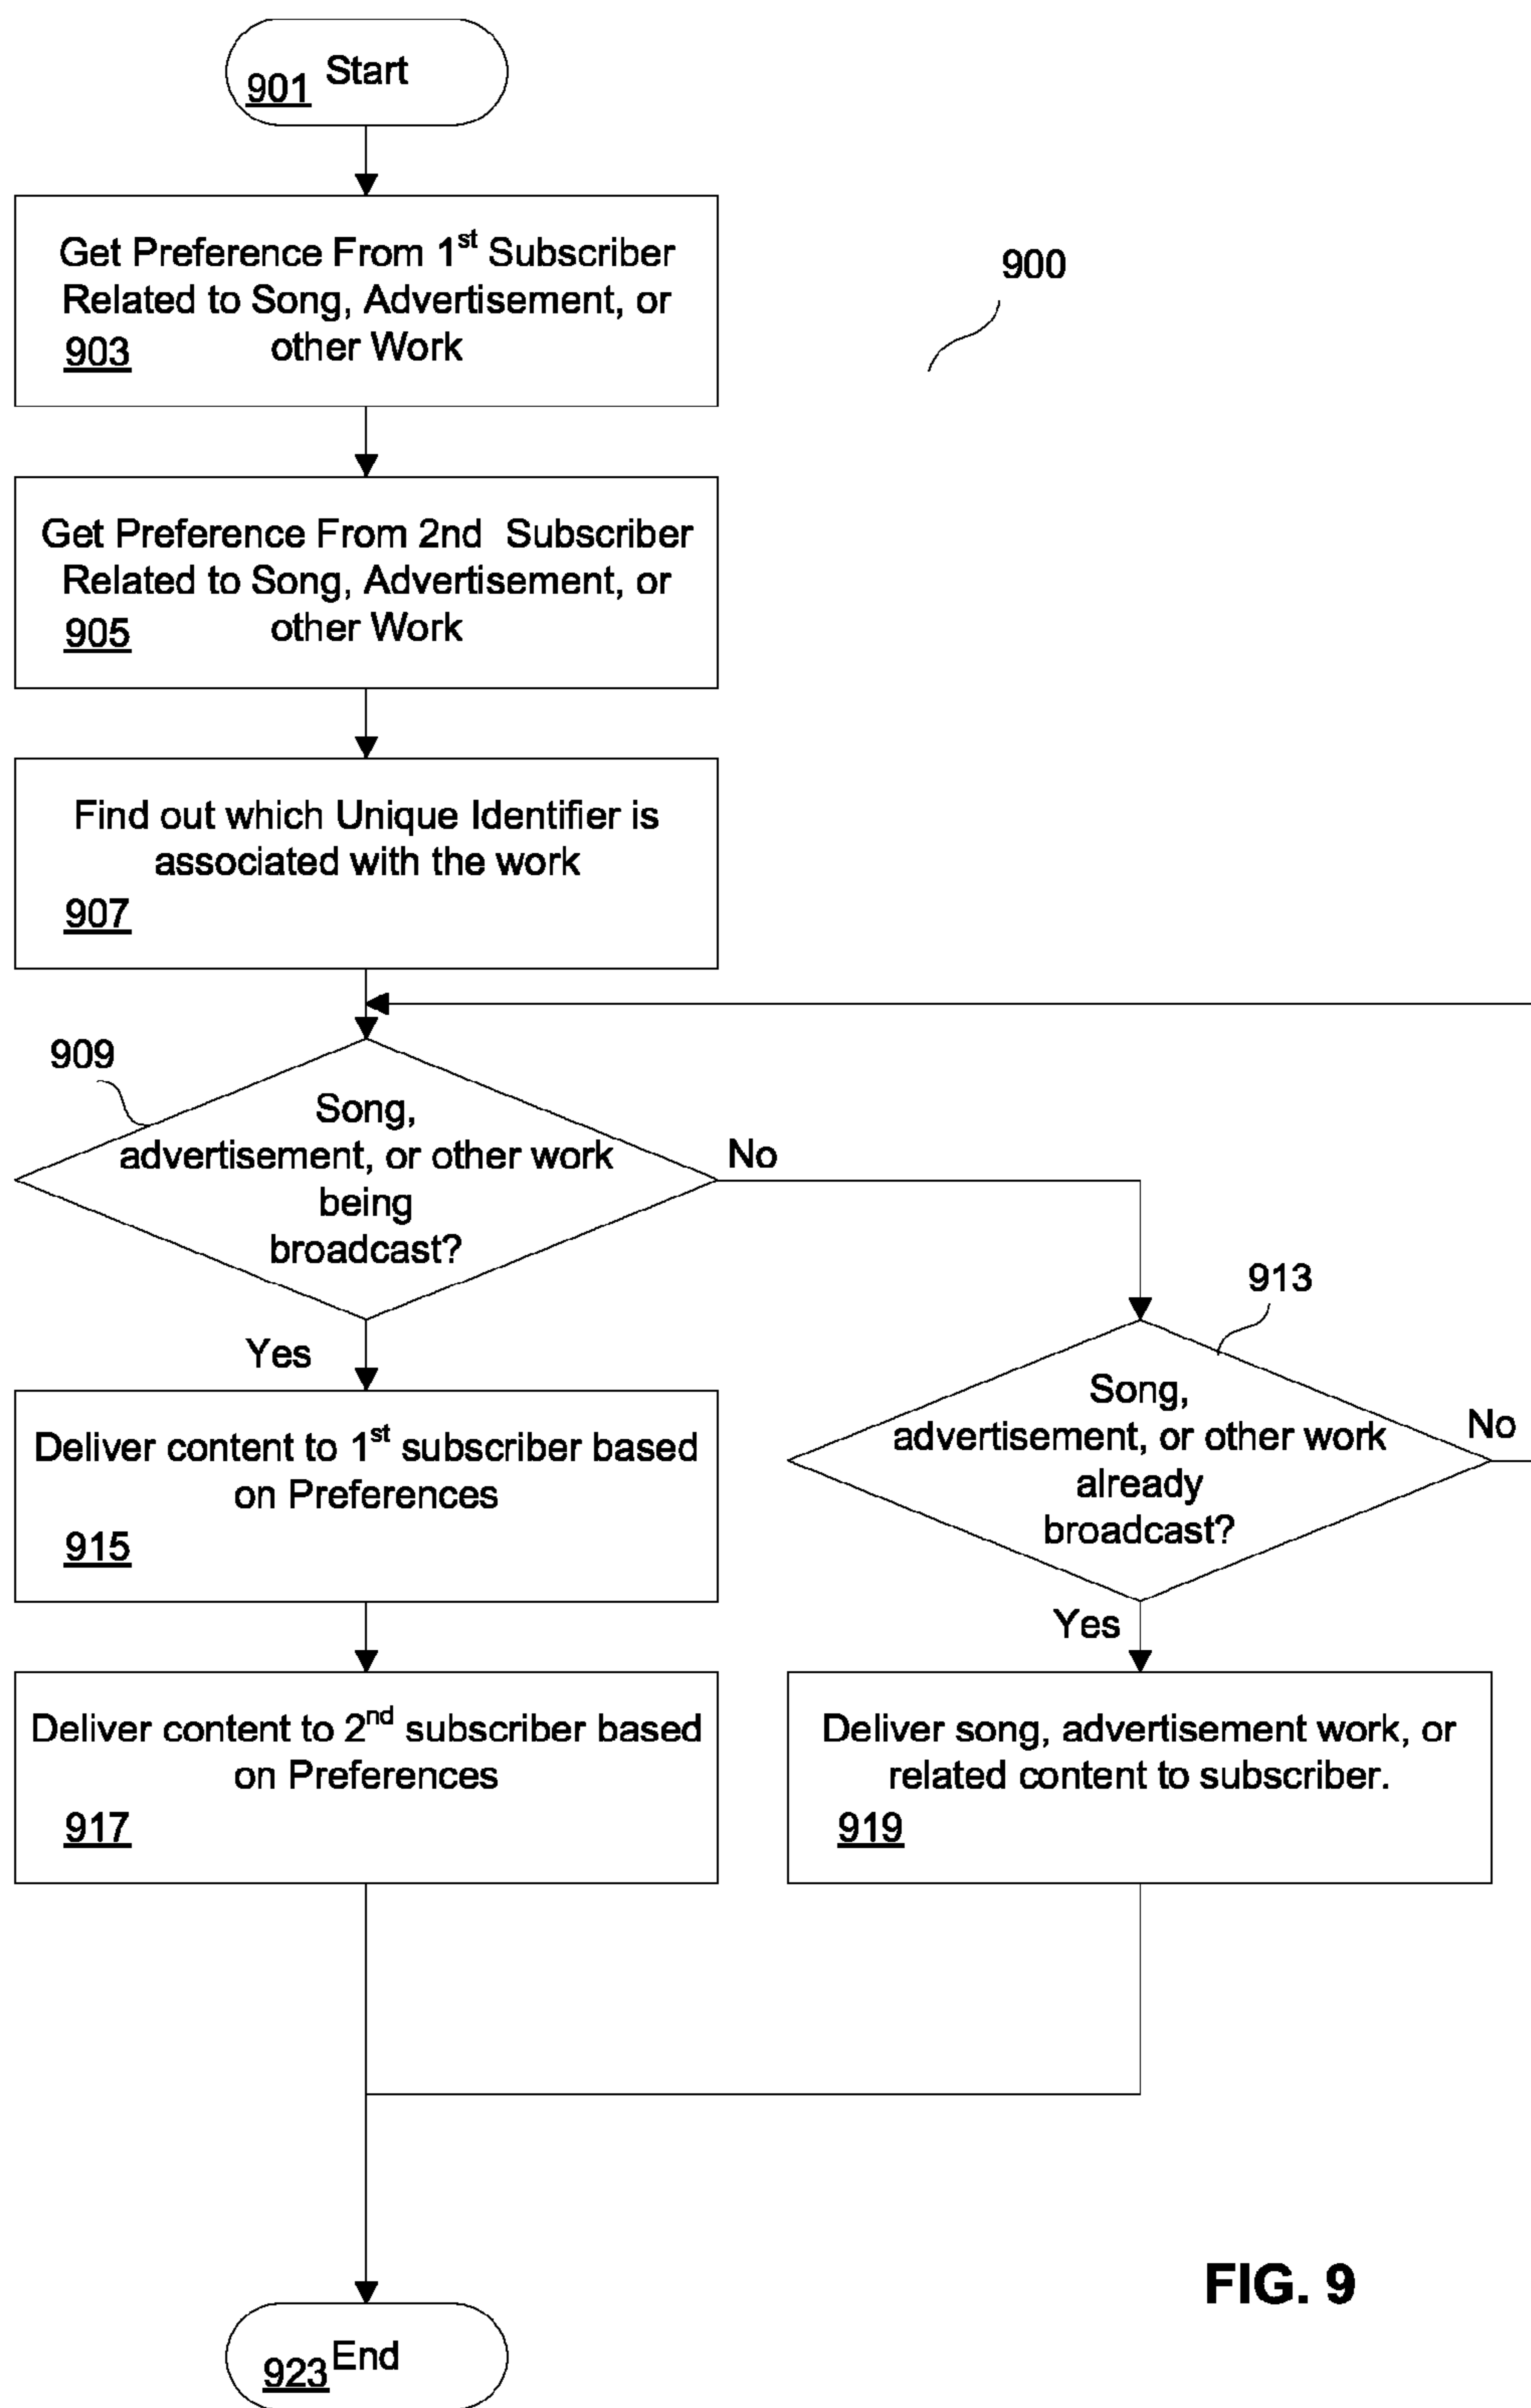 Start
901
Get Preference From 1st Subscriber
Related to Song, Advertisement, or
other Work
903
900
Get Preference From 2nd Subscriber
Related to Song, Advertisement, or
other Work
905
Find out which Unique Identifier is
associated with the work
907
909
Song,
advertisement, or other work
being
broadcast?
No
Yes
913
Song,
advertisement, or other work
already
broadcast?
No
Yes
Deliver content to 1st subscriber based
on Preferences
915
Deliver content to 2nd subscriber based
on Preferences
917
Deliver song, advertisement work, or
related content to subscriber.
919
FIG. 9
End
923